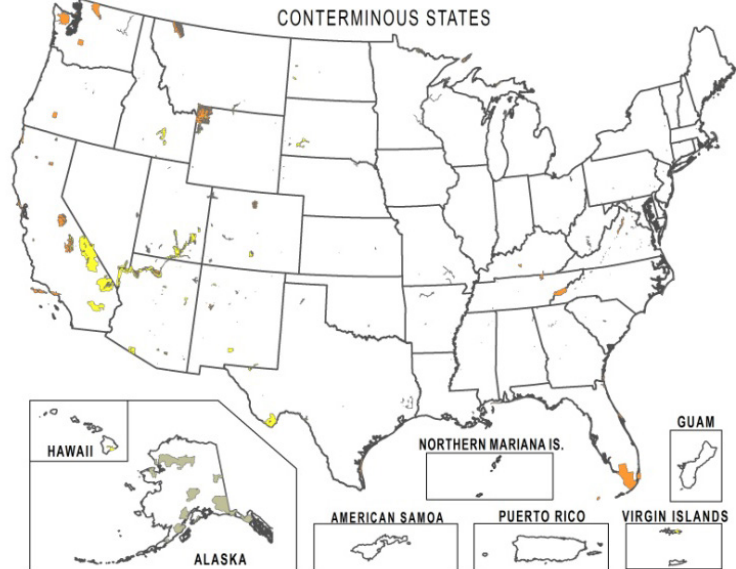 CONTERMINOUS STATES
HAWAII
ALASKA
NORTHERN MARIANA IS.
GUAM
AMERICAN SAMOA
PUERTO RICO
VIRGIN ISLANDS